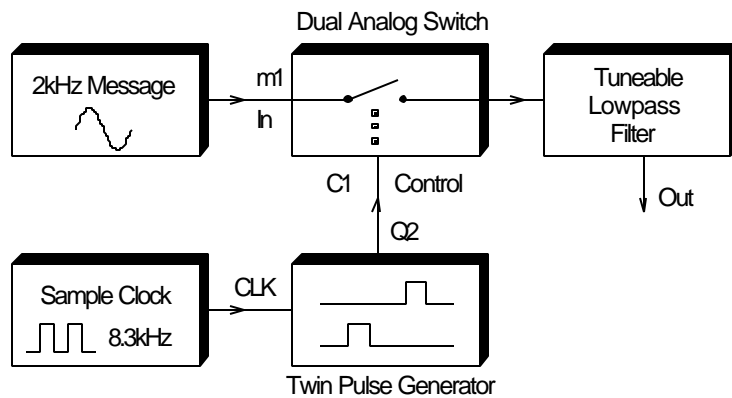 Dual Analog Switch
2kHz Message
m1
In
Tuneable
Lowpass
Filter
C1 Control
Out
Q2
Sample Clock
8.3kHz
CLK
Twin Pulse Generator